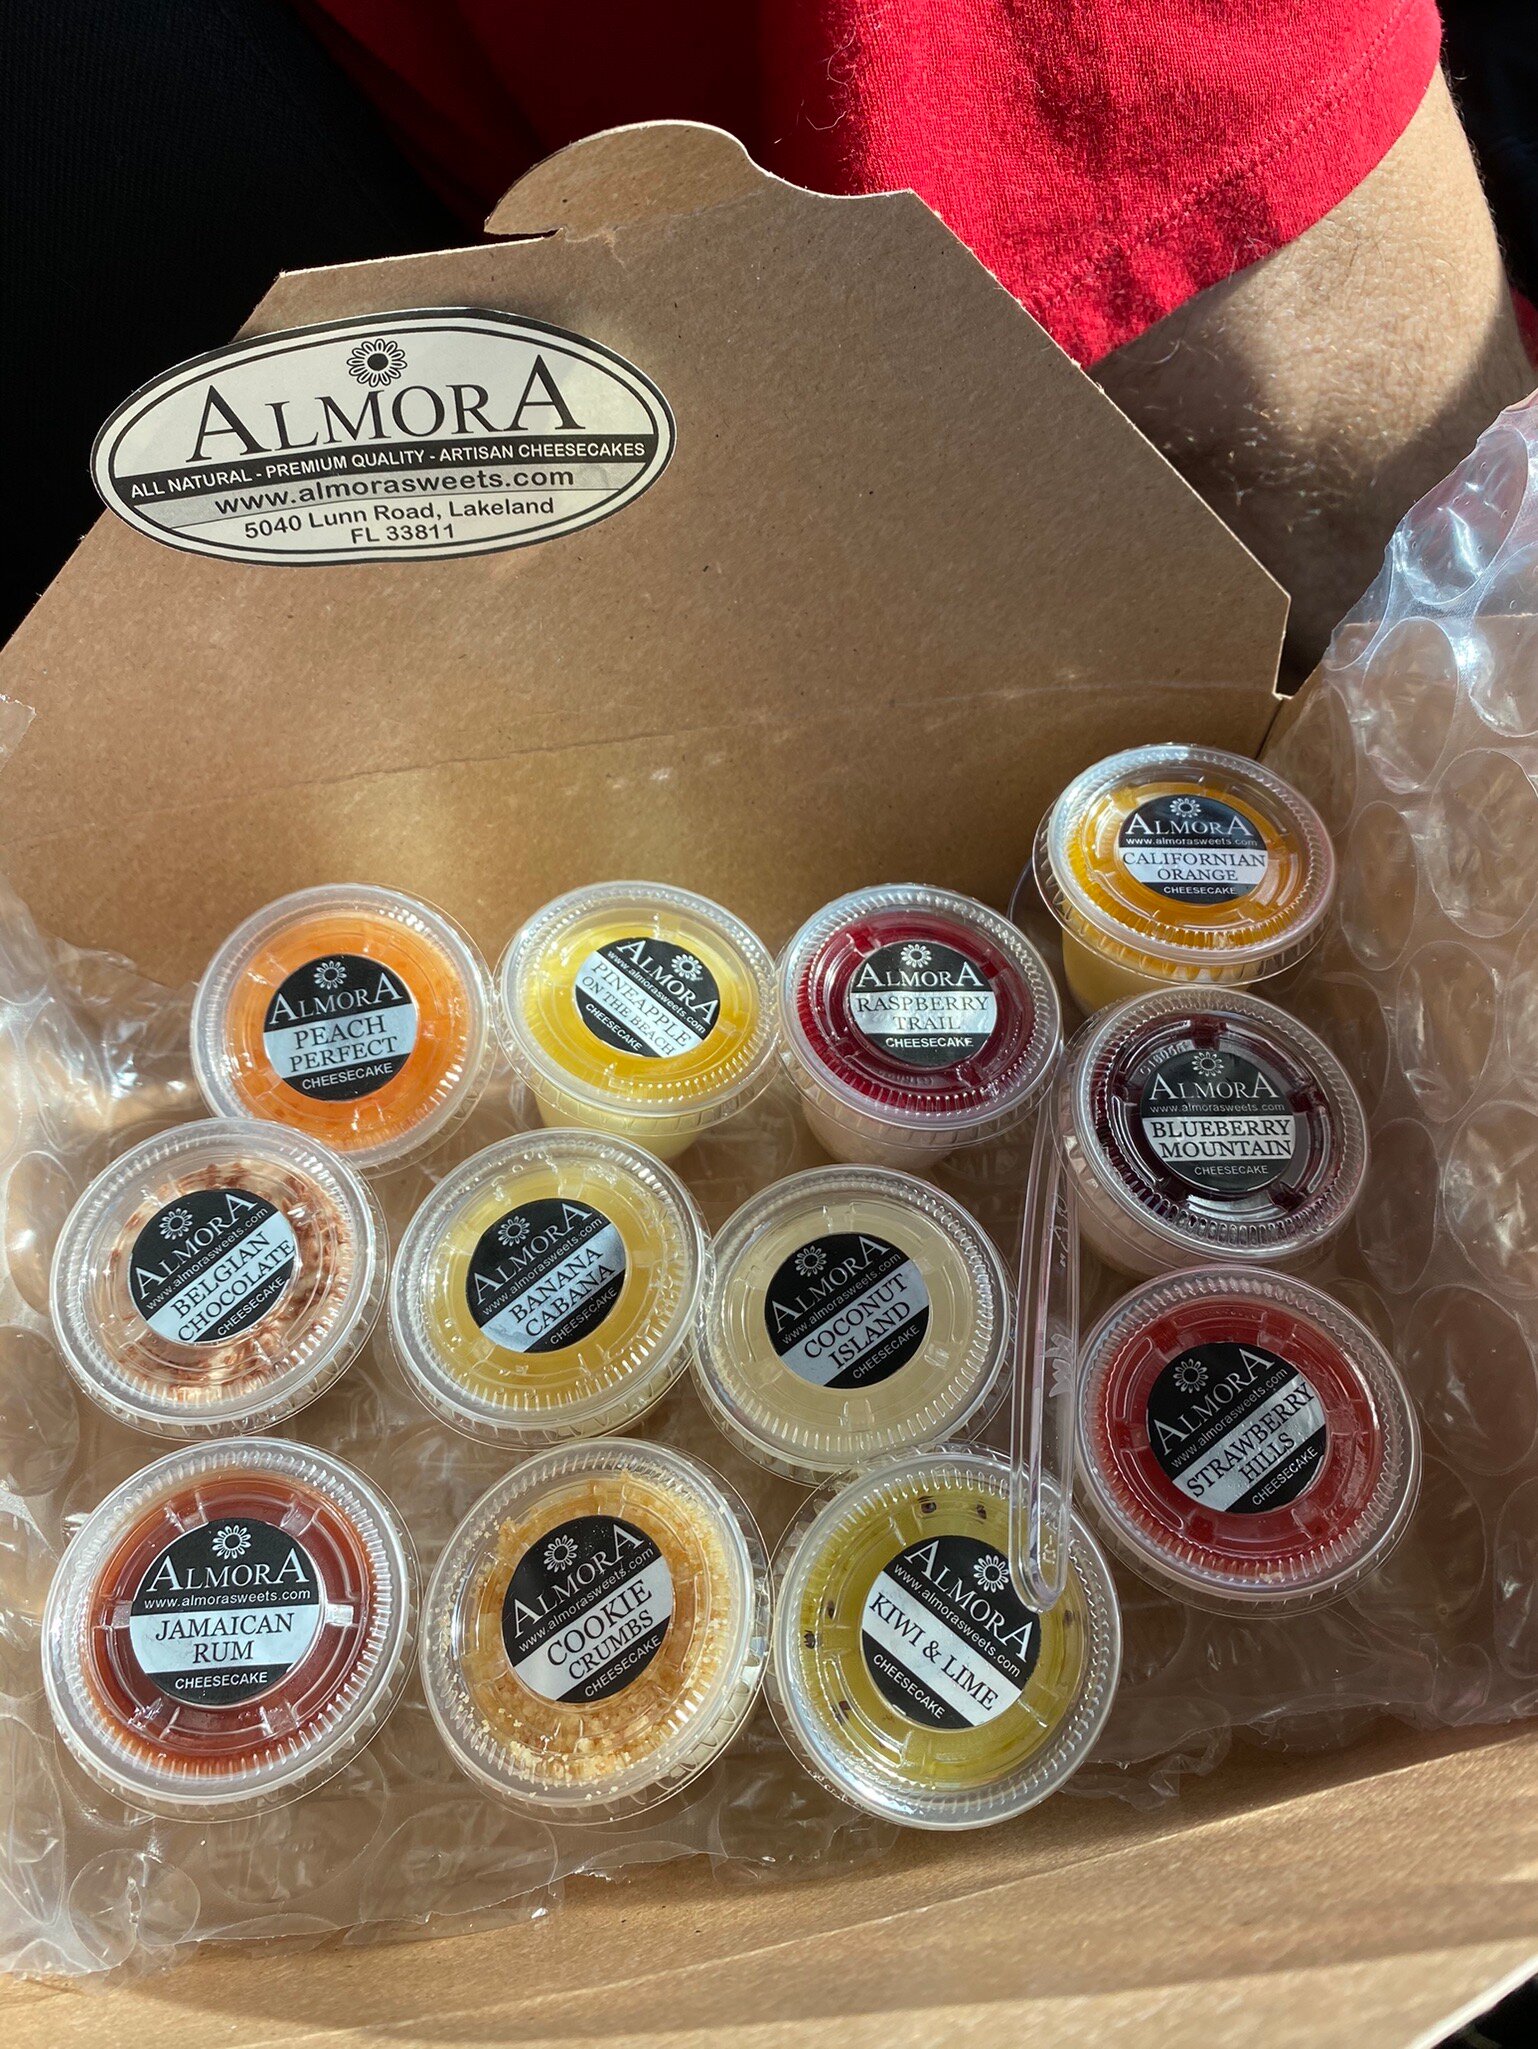 ALMORA
ALL NATURAL - PREMIUM QUALITY - ARTISAN CHEESECAKES
www.almorasweets.com
5040 Lunn Road, Lakeland
FL 33811
ALMORA
www.almorasweets.com
CALIFORNIAN
ORANGE
CHEESECAKE
ALMORA
PEACH
PERFECT
CHEESECAKE
ALMORA
www.almorasweets.com
PINEAPPLE
ON THE BEACH
CHEESECAKE
ALMORA
RASPBERRY
TRAIL
CHEESECAKE
ALMORA
www.almorasweets.com
BLUEBERRY
MOUNTAIN
CHEESECAKE
ALMORA
www.almorasweets.com
BELGIAN
CHOCOLATE
CHEESECAKE
ALMORA
www.almorasweets.com
BANANA
CABANA
CHEESECAKE
ALMORA
www.almorasweets.com
COCONUT
ISLAND
CHEESECAKE
ALMORA
www.almorasweets.com
STRAWBERRY
HILLS
CHEESECAKE
ALMORA
www.almorasweets.com
JAMAICAN
RUM
CHEESECAKE
ALMORA
www.almorasweets.com
COOKIE
CRUMBS
CHEESECAKE
ALMORA
www.almorasweets.com
KIWI & LIME
CHEESECAKE